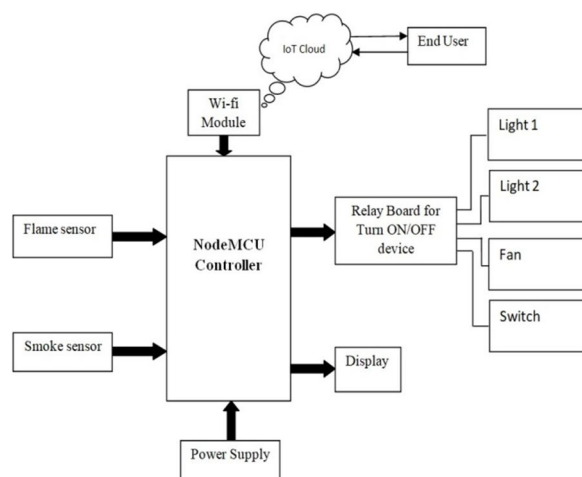 IoT Cloud
End User
Wi-fi
Module
Light 1
Light 2
Relay Board for
Turn ON/OFF
device
Flame sensor
NodeMCU
Controller
Fan
Switch
Smoke sensor
Display
Power Supply